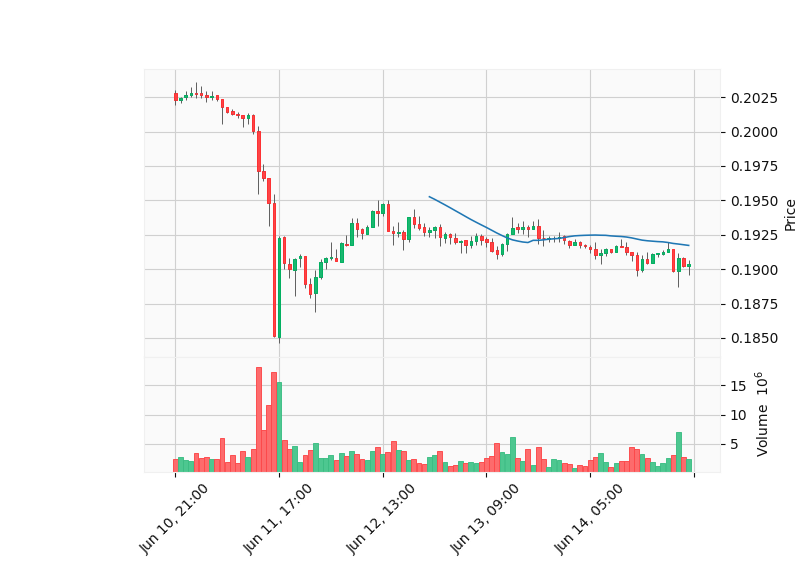 0.2025
0.2000
0.1975
0.1950
0.1925
0.1900
0.1875
0.1850
Price
15
10
5
Volume 10⁶
Jun 10, 21:00
Jun 11, 17:00
Jun 12, 13:00
Jun 13, 09:00
Jun 14, 05:00